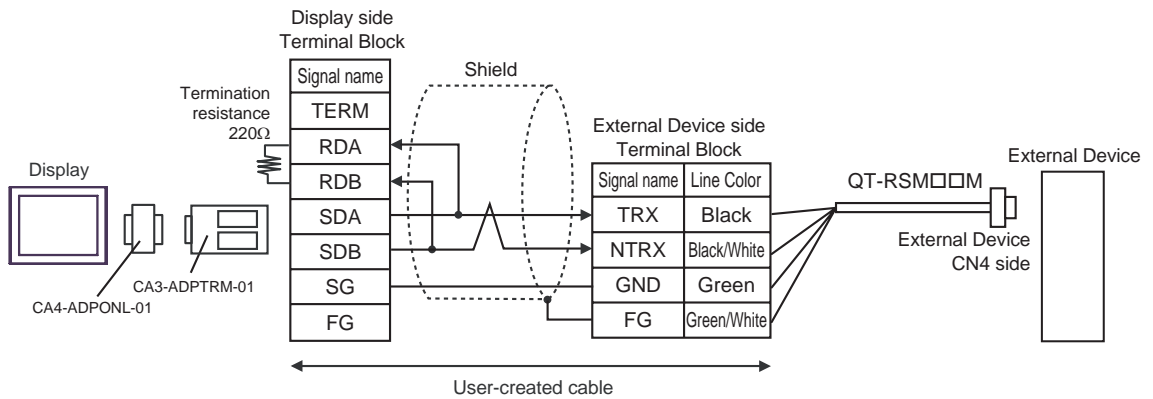 Display side
Terminal Block
Signal name
TERM
RDA
RDB
SDA
SDB
SG
FG
Termination
resistance
220Ω
Shield
Display
CA4-ADPONL-01
CA3-ADPTRM-01
External Device side
Terminal Block
Signal name Line Color
TRX Black
NTRX Black/White
GND Green
FG Green/White
QT-RSM□□M
External Device
CN4 side
External Device
User-created cable